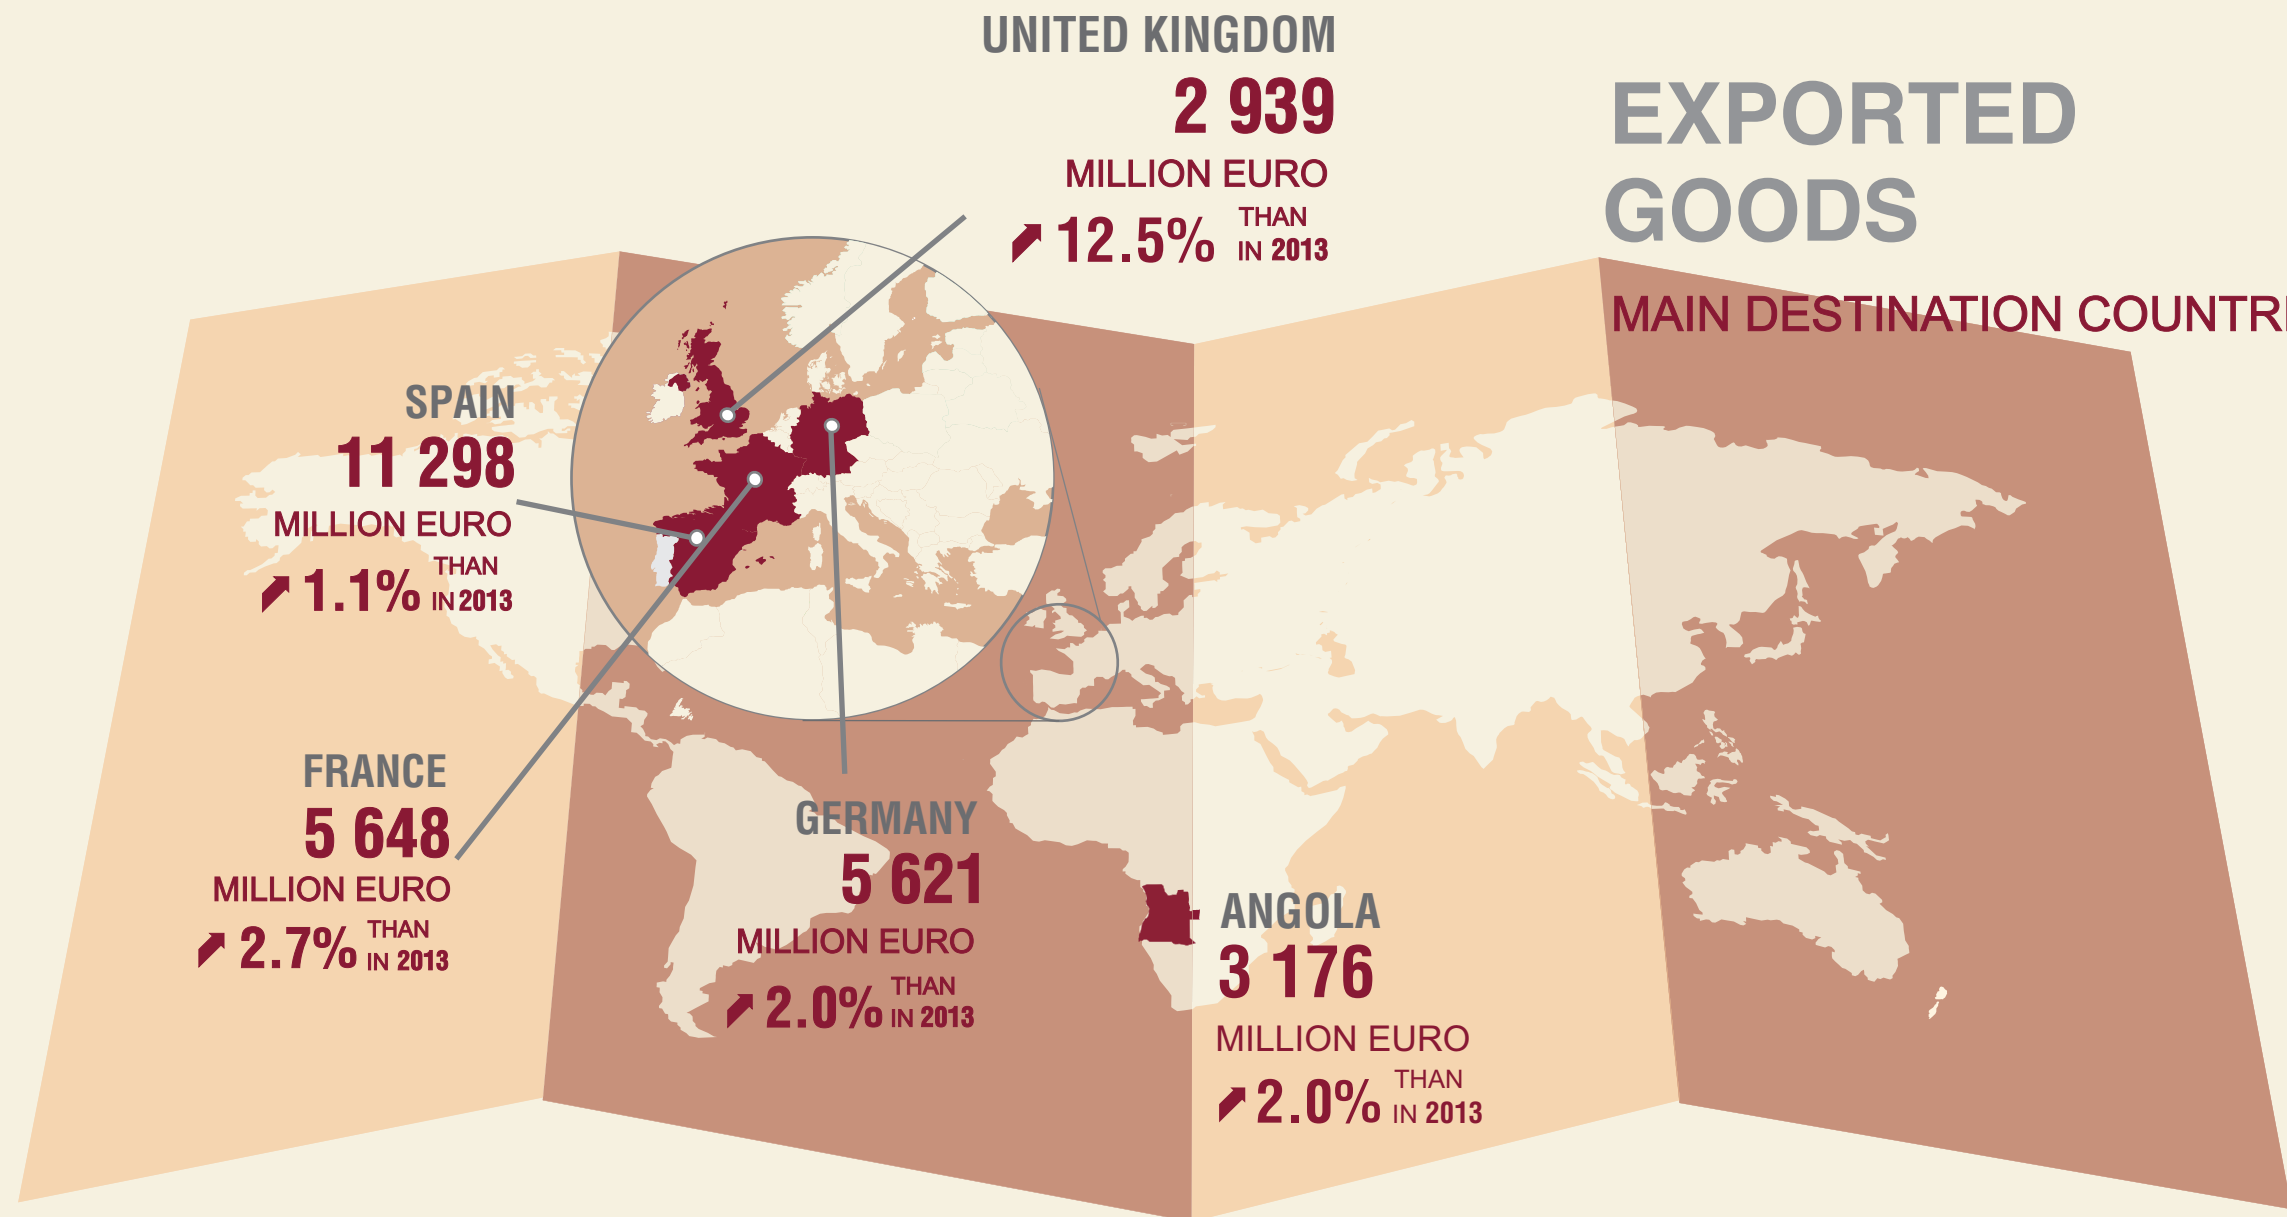 UNITED KINGDOM
2 939
MILLION EURO
12.5% THAN
IN 2013
EXPORTED
GOODS
MAIN DESTINATION COUNTRI
SPAIN
11 298
MILLION EURO
1.1% THAN
IN 2013
FRANCE
5 648
MILLION EURO
2.7% THAN
IN 2013
GERMANY
5 621
MILLION EURO
2.0% THAN
IN 2013
ANGOLA
3 176
MILLION EURO
2.0% THAN
IN 2013